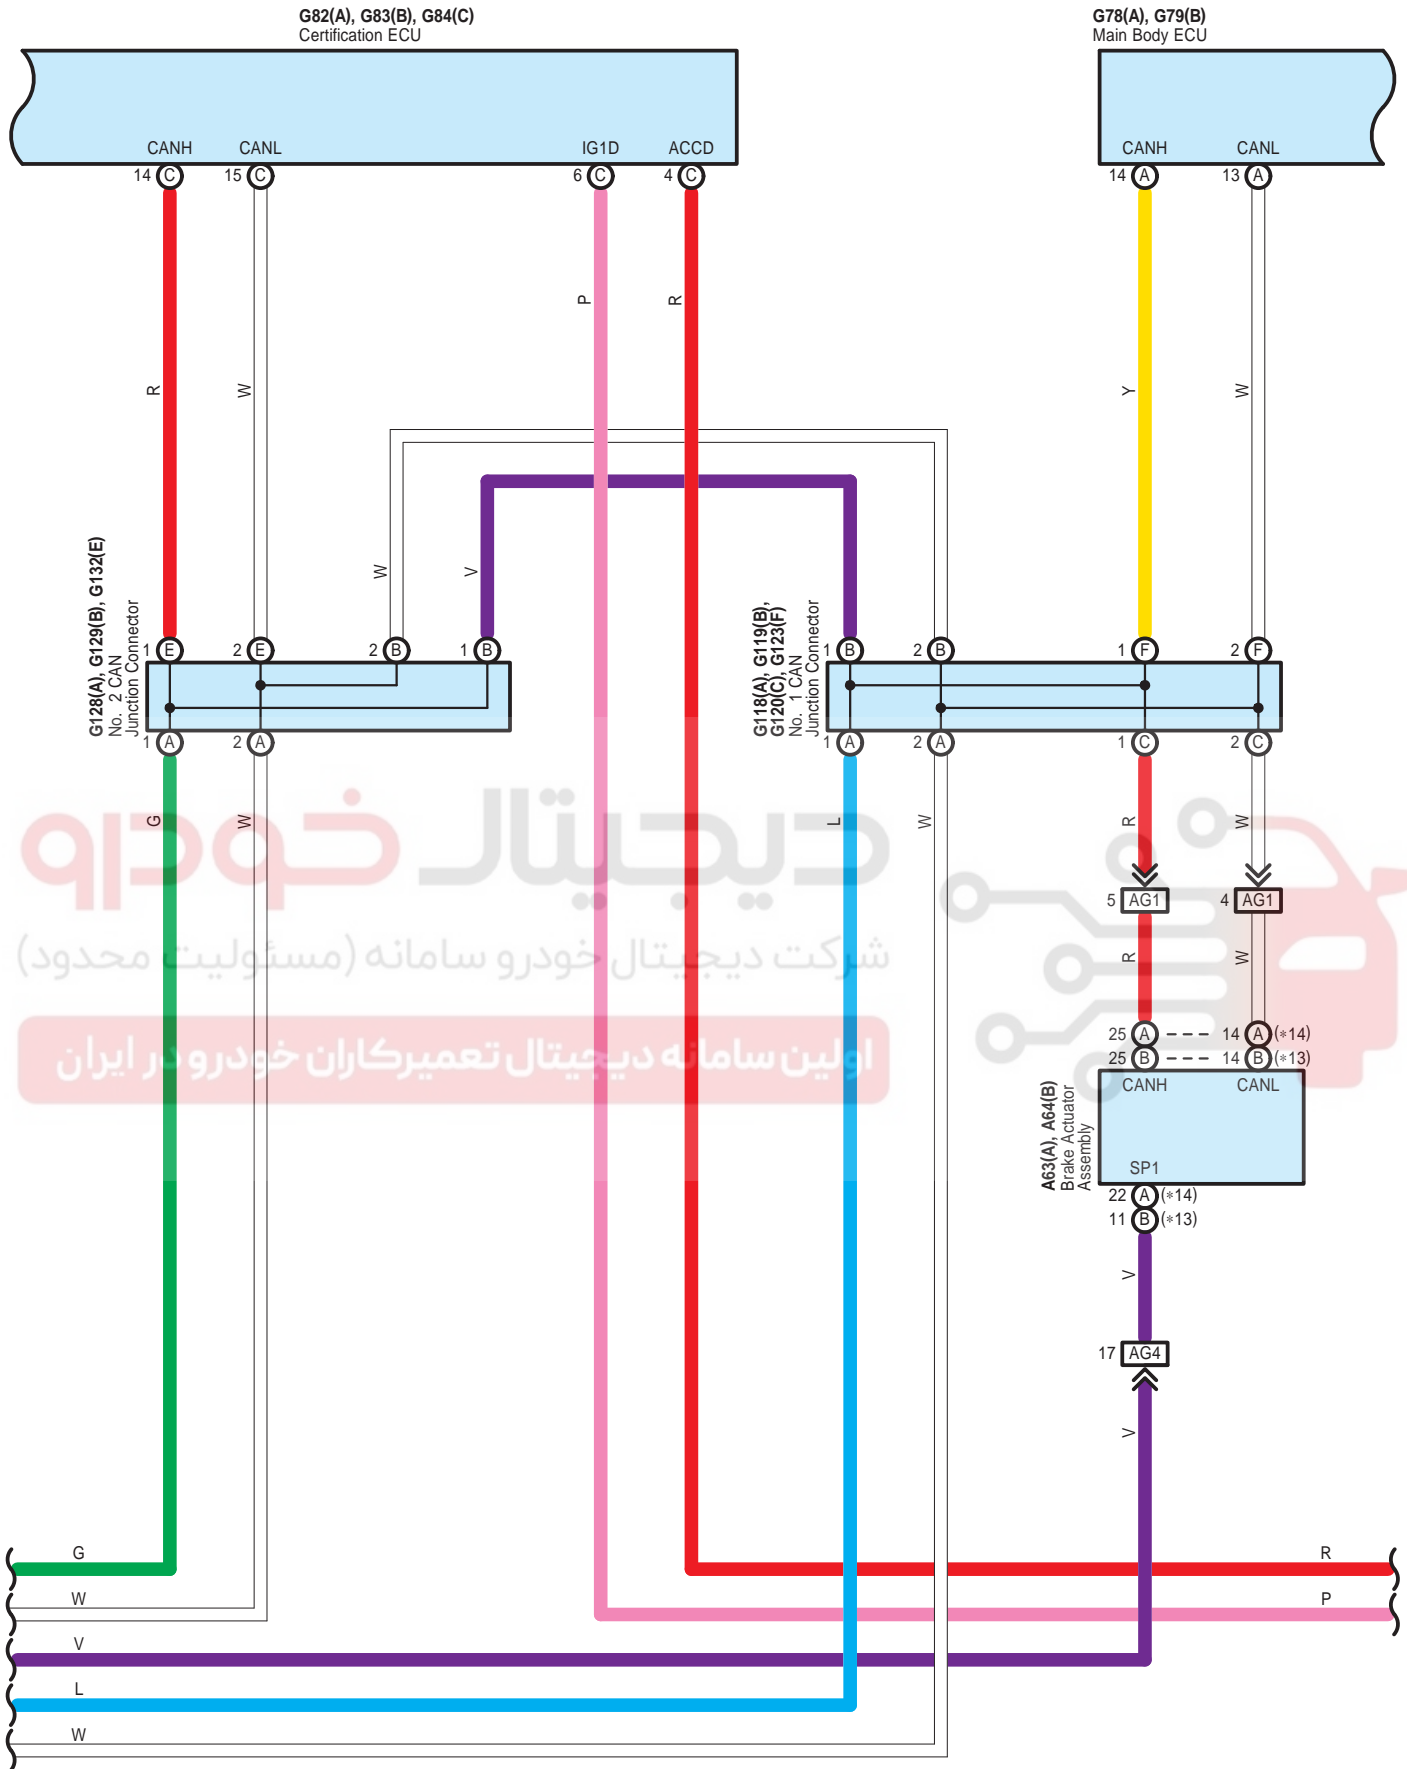 G82(A), G83(B), G84(C)
Certification ECU
G78(A), G79(B)
Main Body ECU
CANH
CANL
IG1D
ACCD
CANH
CANL
14 C
15 C
6 C
4 C
14 A
13 A
P
R
R
W
Y
W
W
V
G128(A), G129(B), G132(E)
No. 2 CAN
Junction Connector
G118(A), G119(B),
G120(C), G123(F)
No. 1 CAN
Junction Connector
1 E
2 E
2 B
1 B
1 B
2 B
1 F
2 F
1 A
2 A
1 A
2 A
1 C
2 C
G
W
L
W
R
W
دیجیتال خودرو
5 AG1
4 AG1
شرکت دیجیتال خودرو سامانه (مسئولیت محدود)
R
W
اولین سامانه دیجیتال تعمیرکاران خودرو در ایران
25 A
14 A (*14)
25 B
14 B (*13)
CANH
CANL
A63(A), A64(B)
Brake Actuator
Assembly
SP1
22 A (*14)
11 B (*13)
V
17 AG4
V
G
R
W
P
V
L
W